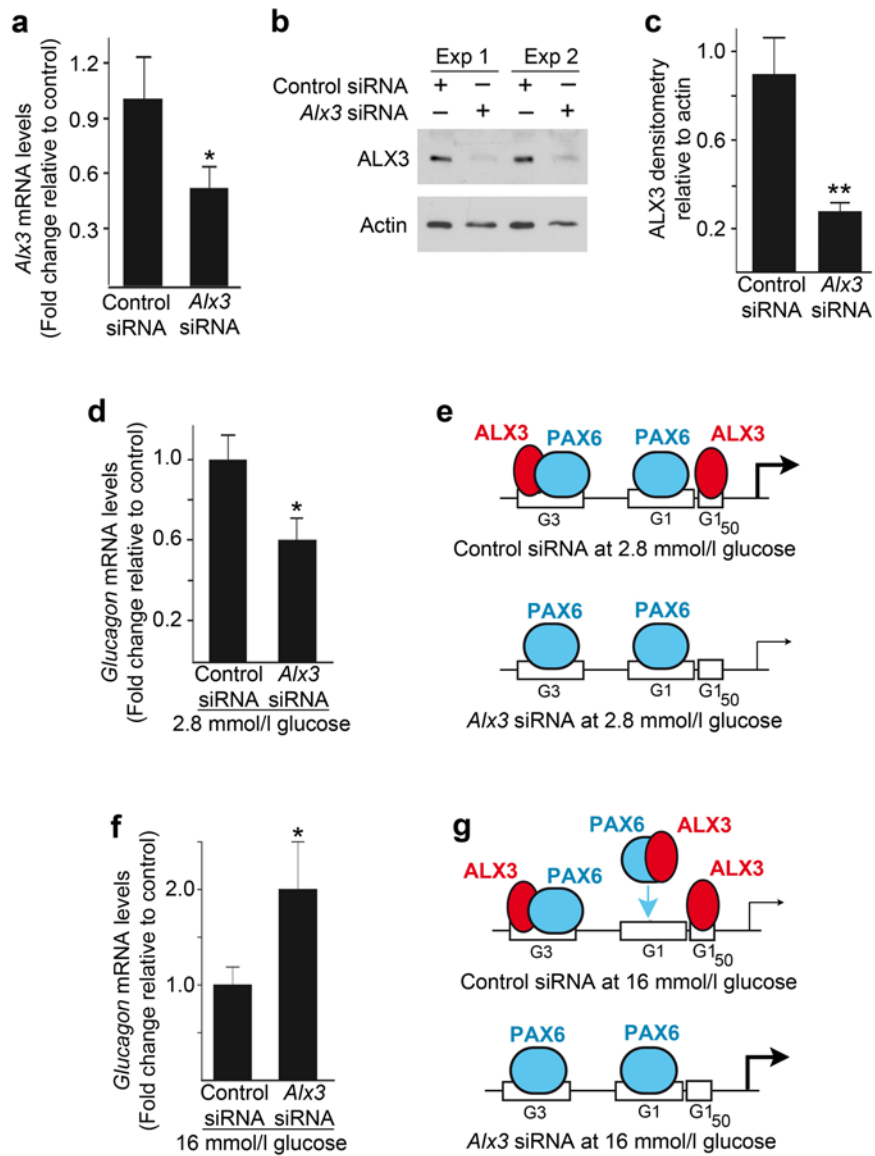 a
Alx3 mRNA levels
(Fold change relative to control)
1.2
0.9
0.6
0.3
*
Control
siRNA
Alx3
siRNA
b
Exp 1 Exp 2
Control siRNA + − + −
Alx3 siRNA − + − +
ALX3
Actin
c
ALX3 densitometry
relative to actin
1.0
0.6
0.2
**
Control
siRNA
Alx3
siRNA
d
Glucagon mRNA levels
(Fold change relative to control)
1.0
0.6
0.2
*
Control
siRNA
Alx3
siRNA
2.8 mmol/l glucose
e
ALX3 PAX6 PAX6 ALX3
G3 G1 G150
Control siRNA at 2.8 mmol/l glucose
PAX6 PAX6
G3 G1 G150
Alx3 siRNA at 2.8 mmol/l glucose
f
Glucagon mRNA levels
(Fold change relative to control)
2.0
1.0
*
Control
siRNA
Alx3
siRNA
16 mmol/l glucose
g
PAX6 ALX3
ALX3 PAX6 ALX3
G3 G1 G150
Control siRNA at 16 mmol/l glucose
PAX6 PAX6
G3 G1 G150
Alx3 siRNA at 16 mmol/l glucose